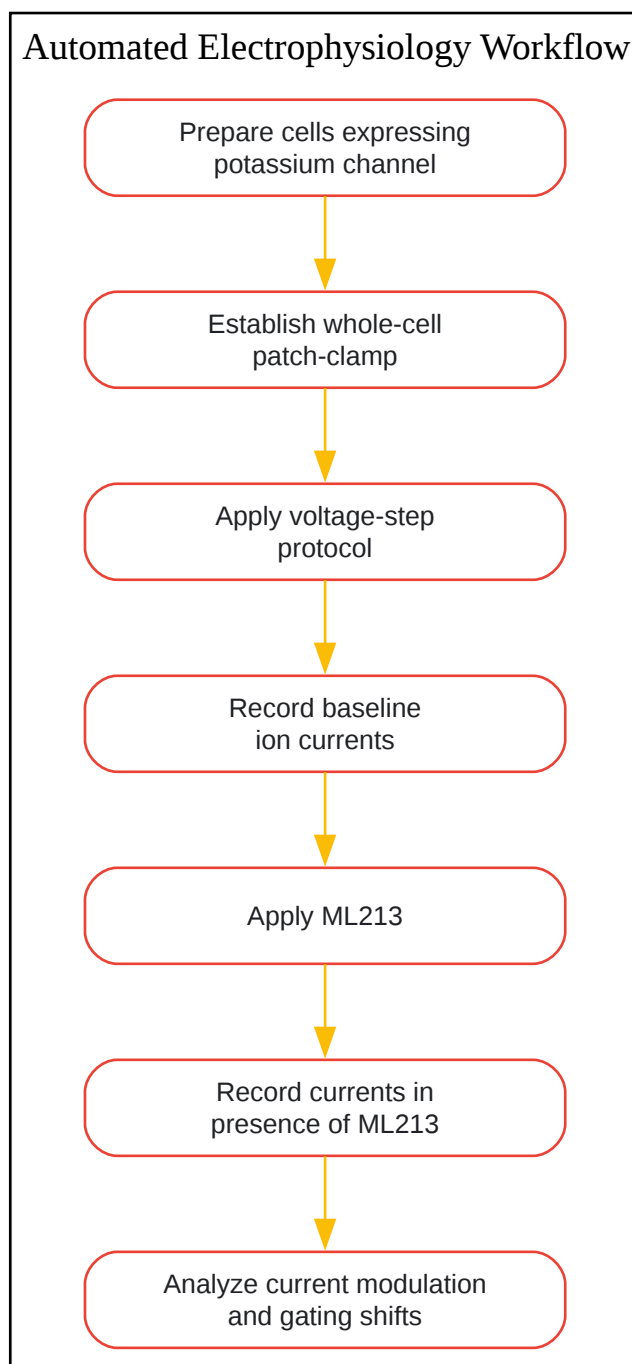 Automated Electrophysiology Workflow
Prepare cells expressing
potassium channel
Establish whole-cell
patch-clamp
Apply voltage-step
protocol
Record baseline
ion currents
Apply ML213
Record currents in
presence of ML213
Analyze current modulation
and gating shifts